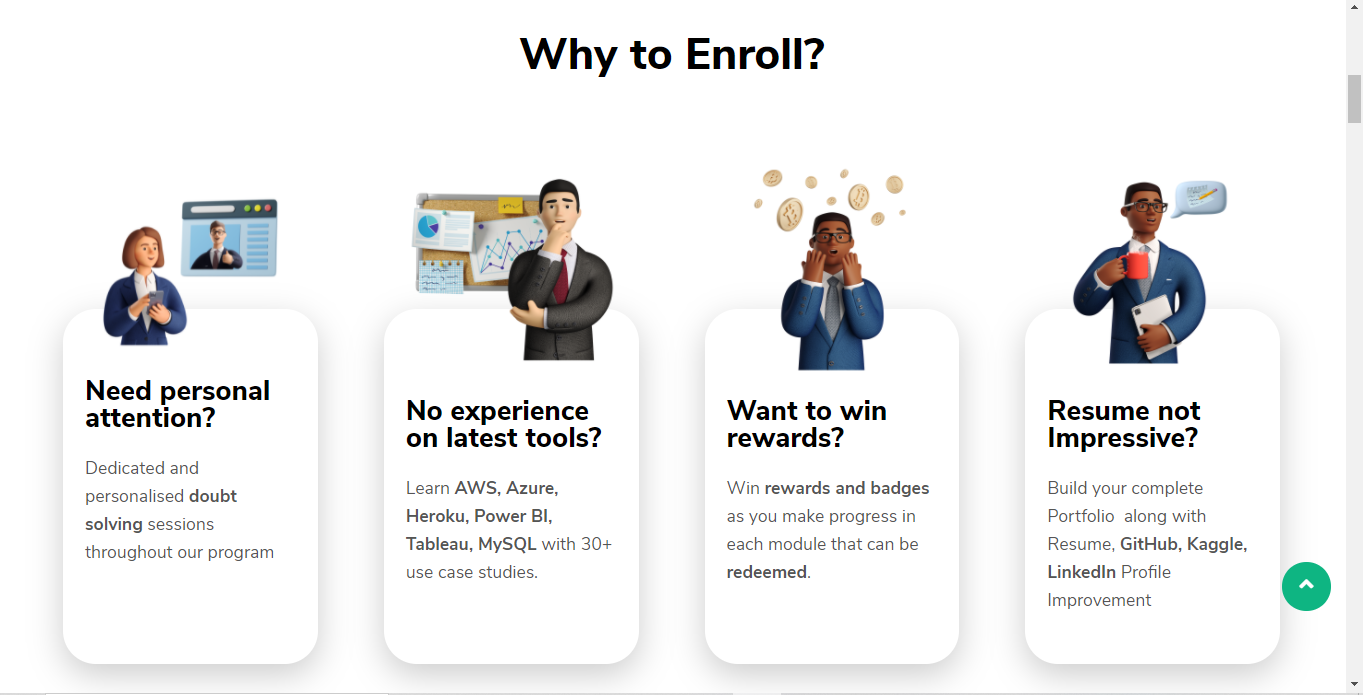 Why to Enroll?
Need personal
attention?
Dedicated and
personalised doubt
solving sessions
throughout our program
No experience
on latest tools?
Learn AWS, Azure,
Heroku, Power BI,
Tableau, MySQL with 30+
use case studies.
Want to win
rewards?
Win rewards and badges
as you make progress in
each module that can be
redeemed.
Resume not
Impressive?
Build your complete
Portfolio along with
Resume, GitHub, Kaggle,
LinkedIn Profile
Improvement